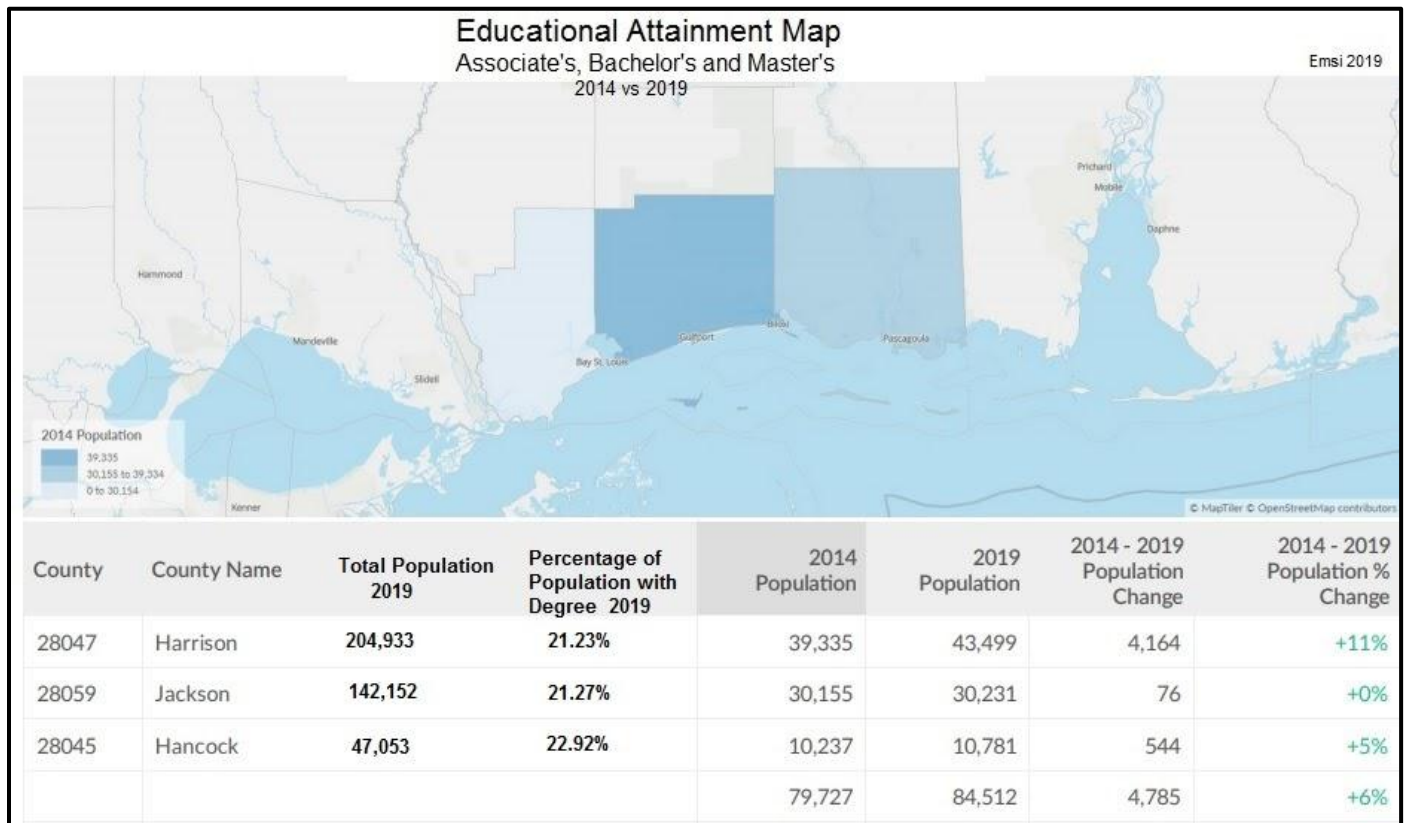 Educational Attainment Map
Associate's, Bachelor's and Master's
2014 vs 2019
Emsi 2019
Prichard
Mobile
Daphne
Hammond
Mandeville
Slidell
Bay St. Louis
Gulfport
Biloxi
Pascagoula
Kenner
2014 Population
39,335
30,155 to 39,334
0 to 30,154
© MapTiler © OpenStreetMap contributors
County County Name Total Population 2019 Percentage of Population with Degree 2019 2014 Population 2019 Population 2014 - 2019 Population Change 2014 - 2019 Population % Change
28047 Harrison 204,933 21.23% 39,335 43,499 4,164 +11%
28059 Jackson 142,152 21.27% 30,155 30,231 76 +0%
28045 Hancock 47,053 22.92% 10,237 10,781 544 +5%
79,727 84,512 4,785 +6%